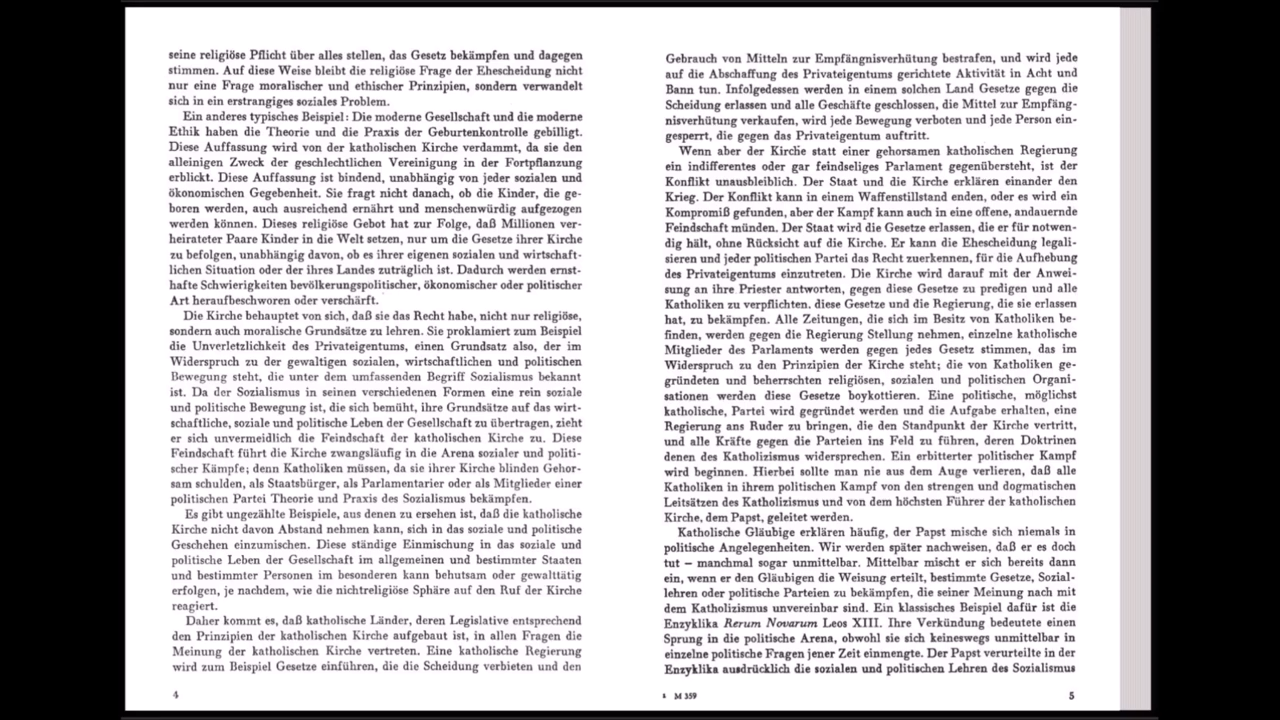 seine religiöse Pflicht über alles stellen, das Gesetz bekämpfen und dagegen
stimmen. Auf diese Weise bleibt die religiöse Frage der Ehescheidung nicht
nur eine Frage moralischer und ethischer Prinzipien, sondern verwandelt
sich in ein erstrangiges soziales Problem.
Ein anderes typisches Beispiel: Die moderne Gesellschaft und die moderne
Ethik haben die Theorie und die Praxis der Geburtenkontrolle gebilligt.
Diese Auffassung wird von der katholischen Kirche verdammt, da sie den
alleinigen Zweck der geschlechtlichen Vereinigung in der Fortpflanzung
erblickt. Diese Auffassung ist bindend, unabhängig von jeder sozialen und
ökonomischen Gegebenheit. Sie fragt nicht danach, ob die Kinder, die ge-
boren werden, auch ausreichend ernährt und menschenwürdig aufgezogen
werden können. Dieses religiöse Gebot hat zur Folge, daß Millionen ver-
heirateter Paare Kinder in die Welt setzen, nur um die Gesetze ihrer Kirche
zu befolgen, unabhängig davon, ob es ihrer eigenen sozialen und wirtschaft-
lichen Situation oder der ihres Landes zuträglich ist. Dadurch werden ernst-
hafte Schwierigkeiten bevölkerungspolitischer, ökonomischer oder politischer
Art heraufbeschworen oder verschärft.
Die Kirche behauptet von sich, daß sie das Recht habe, nicht nur religiöse,
sondern auch moralische Grundsätze zu lehren. Sie proklamiert zum Beispiel
die Unverletzlichkeit des Privateigentums, einen Grundsatz also, der im
Widerspruch zu der gewaltigen sozialen, wirtschaftlichen und politischen
Bewegung steht, die unter dem umfassenden Begriff Sozialismus bekannt
ist. Da der Sozialismus in seinen verschiedenen Formen eine rein soziale
und politische Bewegung ist, die sich bemüht, ihre Grundsätze auf das wirt-
schaftliche, soziale und politische Leben der Gesellschaft zu übertragen, zieht
er sich unvermeidlich die Feindschaft der katholischen Kirche zu. Diese
Feindschaft führt die Kirche zwangsläufig in die Arena sozialer und politi-
scher Kämpfe; denn Katholiken müssen, da sie ihrer Kirche blinden Gehor-
sam schulden, als Staatsbürger, als Parlamentarier oder als Mitglieder einer
politischen Partei Theorie und Praxis des Sozialismus bekämpfen.
Es gibt ungezählte Beispiele, aus denen zu ersehen ist, daß die katholische
Kirche nicht davon Abstand nehmen kann, sich in das soziale und politische
Geschehen einzumischen. Diese ständige Einmischung in das soziale und
politische Leben der Gesellschaft im allgemeinen und bestimmter Staaten
und bestimmter Personen im besonderen kann behutsam oder gewalttätig
erfolgen, je nachdem, wie die nichtreligiöse Sphäre auf den Ruf der Kirche
reagiert.
Daher kommt es, daß katholische Länder, deren Legislative entsprechend
den Prinzipien der katholischen Kirche aufgebaut ist, in allen Fragen die
Meinung der katholischen Kirche vertreten. Eine katholische Regierung
wird zum Beispiel Gesetze einführen, die die Scheidung verbieten und den
4
Gebrauch von Mitteln zur Empfängnisverhütung bestrafen, und wird jede
auf die Abschaffung des Privateigentums gerichtete Aktivität in Acht und
Bann tun. Infolgedessen werden in einem solchen Land Gesetze gegen die
Scheidung erlassen und alle Geschäfte geschlossen, die Mittel zur Empfäng-
nisverhütung verkaufen, wird jede Bewegung verboten und jede Person ein-
gesperrt, die gegen das Privateigentum auftritt.
Wenn aber der Kirche statt einer gehorsamen katholischen Regierung
ein indifferentes oder gar feindseliges Parlament gegenübersteht, ist der
Konflikt unausbleiblich. Der Staat und die Kirche erklären einander den
Krieg. Der Konflikt kann in einem Waffenstillstand enden, oder es wird ein
Kompromiß gefunden, aber der Kampf kann auch in eine offene, andauernde
Feindschaft münden. Der Staat wird die Gesetze erlassen, die er für notwen-
dig hält, ohne Rücksicht auf die Kirche. Er kann die Ehescheidung legali-
sieren und jeder politischen Partei das Recht zuerkennen, für die Aufhebung
des Privateigentums einzutreten. Die Kirche wird darauf mit der Anwei-
sung an ihre Priester antworten, gegen diese Gesetze zu predigen und alle
Katholiken zu verpflichten. diese Gesetze und die Regierung, die sie erlassen
hat, zu bekämpfen. Alle Zeitungen, die sich im Besitz von Katholiken be-
finden, werden gegen die Regierung Stellung nehmen, einzelne katholische
Mitglieder des Parlaments werden gegen jedes Gesetz stimmen, das im
Widerspruch zu den Prinzipien der Kirche steht; die von Katholiken ge-
gründeten und beherrschten religiösen, sozialen und politischen Organi-
sationen werden diese Gesetze boykottieren. Eine politische, möglichst
katholische, Partei wird gegründet werden und die Aufgabe erhalten, eine
Regierung ans Ruder zu bringen, die den Standpunkt der Kirche vertritt,
und alle Kräfte gegen die Parteien ins Feld zu führen, deren Doktrinen
denen des Katholizismus widersprechen. Ein erbitterter politischer Kampf
wird beginnen. Hierbei sollte man nie aus dem Auge verlieren, daß alle
Katholiken in ihrem politischen Kampf von den strengen und dogmatischen
Leitsätzen des Katholizismus und von dem höchsten Führer der katholischen
Kirche, dem Papst, geleitet werden.
Katholische Gläubige erklären häufig, der Papst mische sich niemals in
politische Angelegenheiten. Wir werden später nachweisen, daß er es doch
tut – manchmal sogar unmittelbar. Mittelbar mischt er sich bereits dann
ein, wenn er den Gläubigen die Weisung erteilt, bestimmte Gesetze, Sozial-
lehren oder politische Parteien zu bekämpfen, die seiner Meinung nach mit
dem Katholizismus unvereinbar sind. Ein klassisches Beispiel dafür ist die
Enzyklika Rerum Novarum Leos XIII. Ihre Verkündung bedeutete einen
Sprung in die politische Arena, obwohl sie sich keineswegs unmittelbar in
einzelne politische Fragen jener Zeit einmengte. Der Papst verurteilte in der
Enzyklika ausdrücklich die sozialen und politischen Lehren des Sozialismus
M 359
5